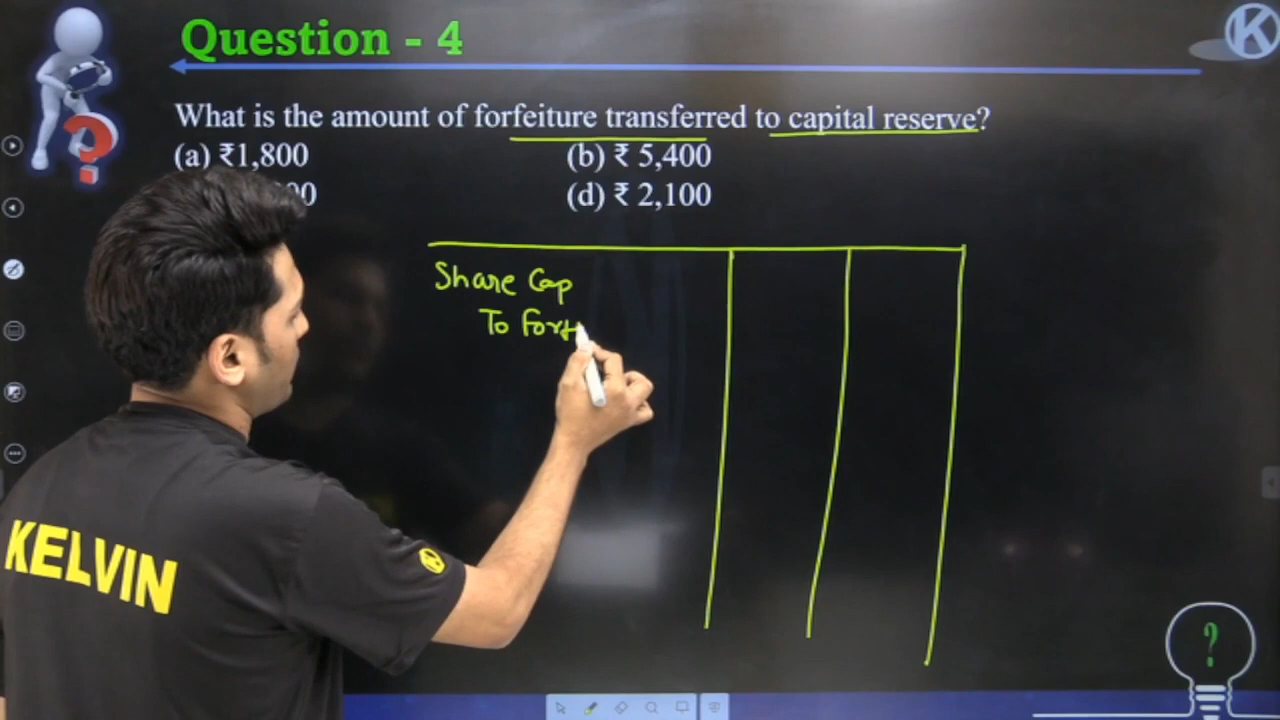 Question - 4
What is the amount of forfeiture transferred to capital reserve?
(a) ₹1,800
(b) ₹ 5,400
(d) ₹ 2,100
Share Cap
To Forf
KELVIN
K
?